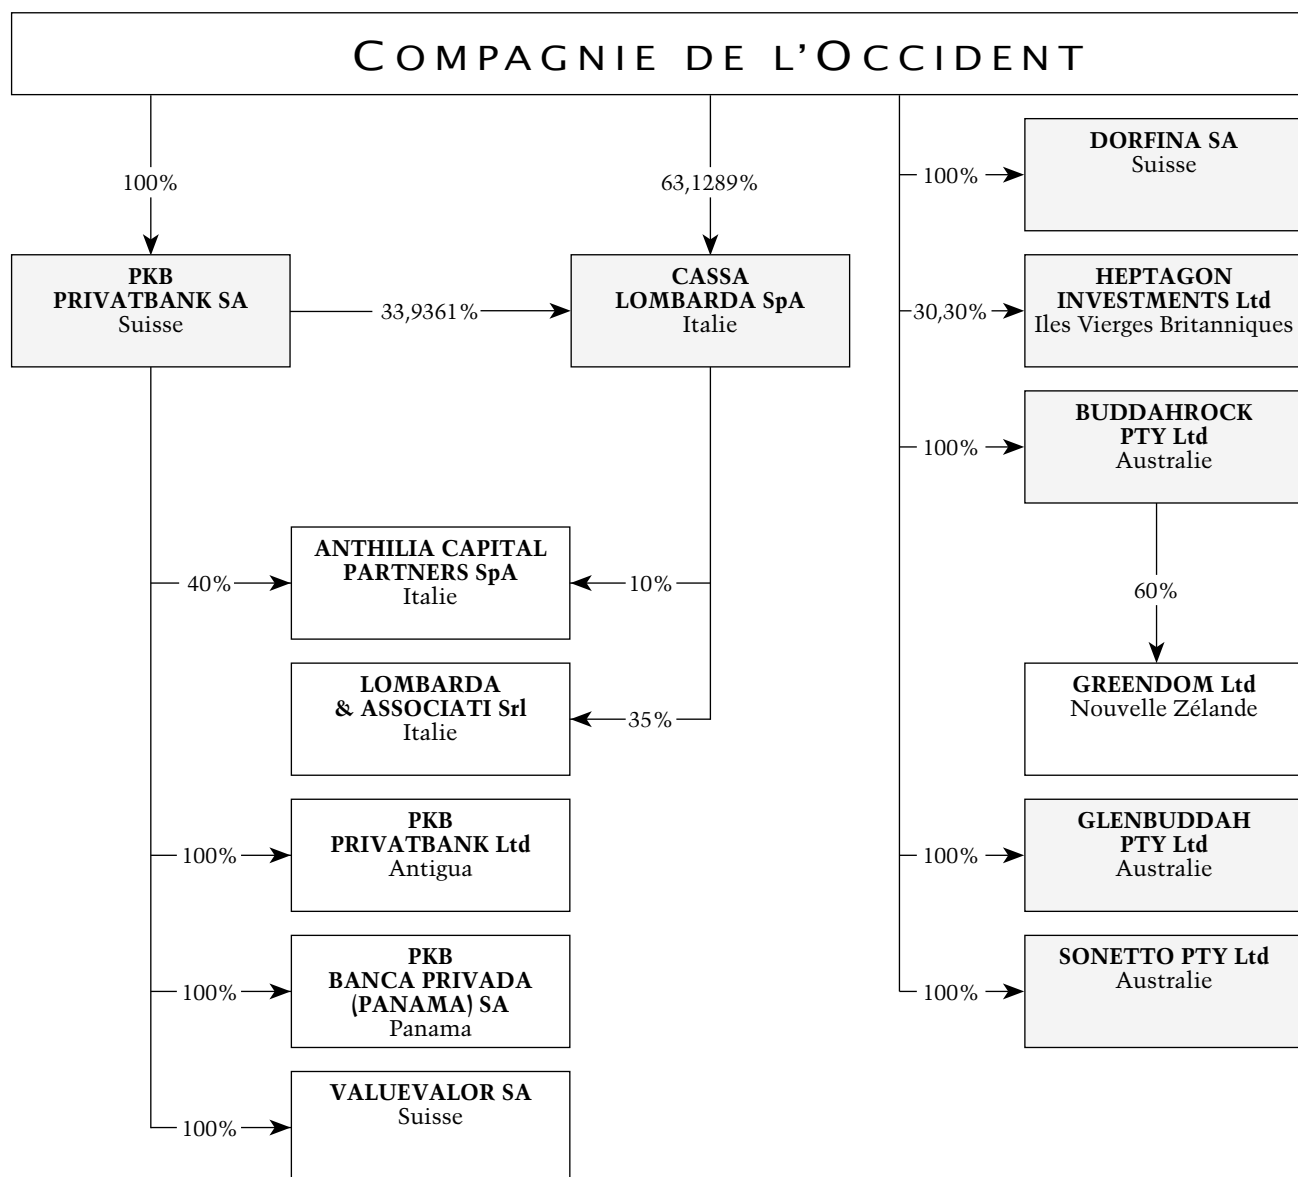 COMPAGNIE DE L'OCCIDENT
100%
63,1289%
PKB
PRIVATBANK SA
Suisse
33,9361%
CASSA
LOMBARDA SpA
Italie
100%
DORFINA SA
Suisse
30,30%
HEPTAGON
INVESTMENTS Ltd
Iles Vierges Britanniques
100%
BUDDAHROCK
PTY Ltd
Australie
40%
ANTHILIA CAPITAL
PARTNERS SpA
Italie
10%
60%
LOMBARDA
& ASSOCIATI Srl
Italie
35%
GREENDOM Ltd
Nouvelle Zélande
100%
PKB
PRIVATBANK Ltd
Antigua
100%
GLENBUDDAH
PTY Ltd
Australie
100%
PKB
BANCA PRIVADA
(PANAMA) SA
Panama
100%
SONETTO PTY Ltd
Australie
100%
VALUEVALOR SA
Suisse